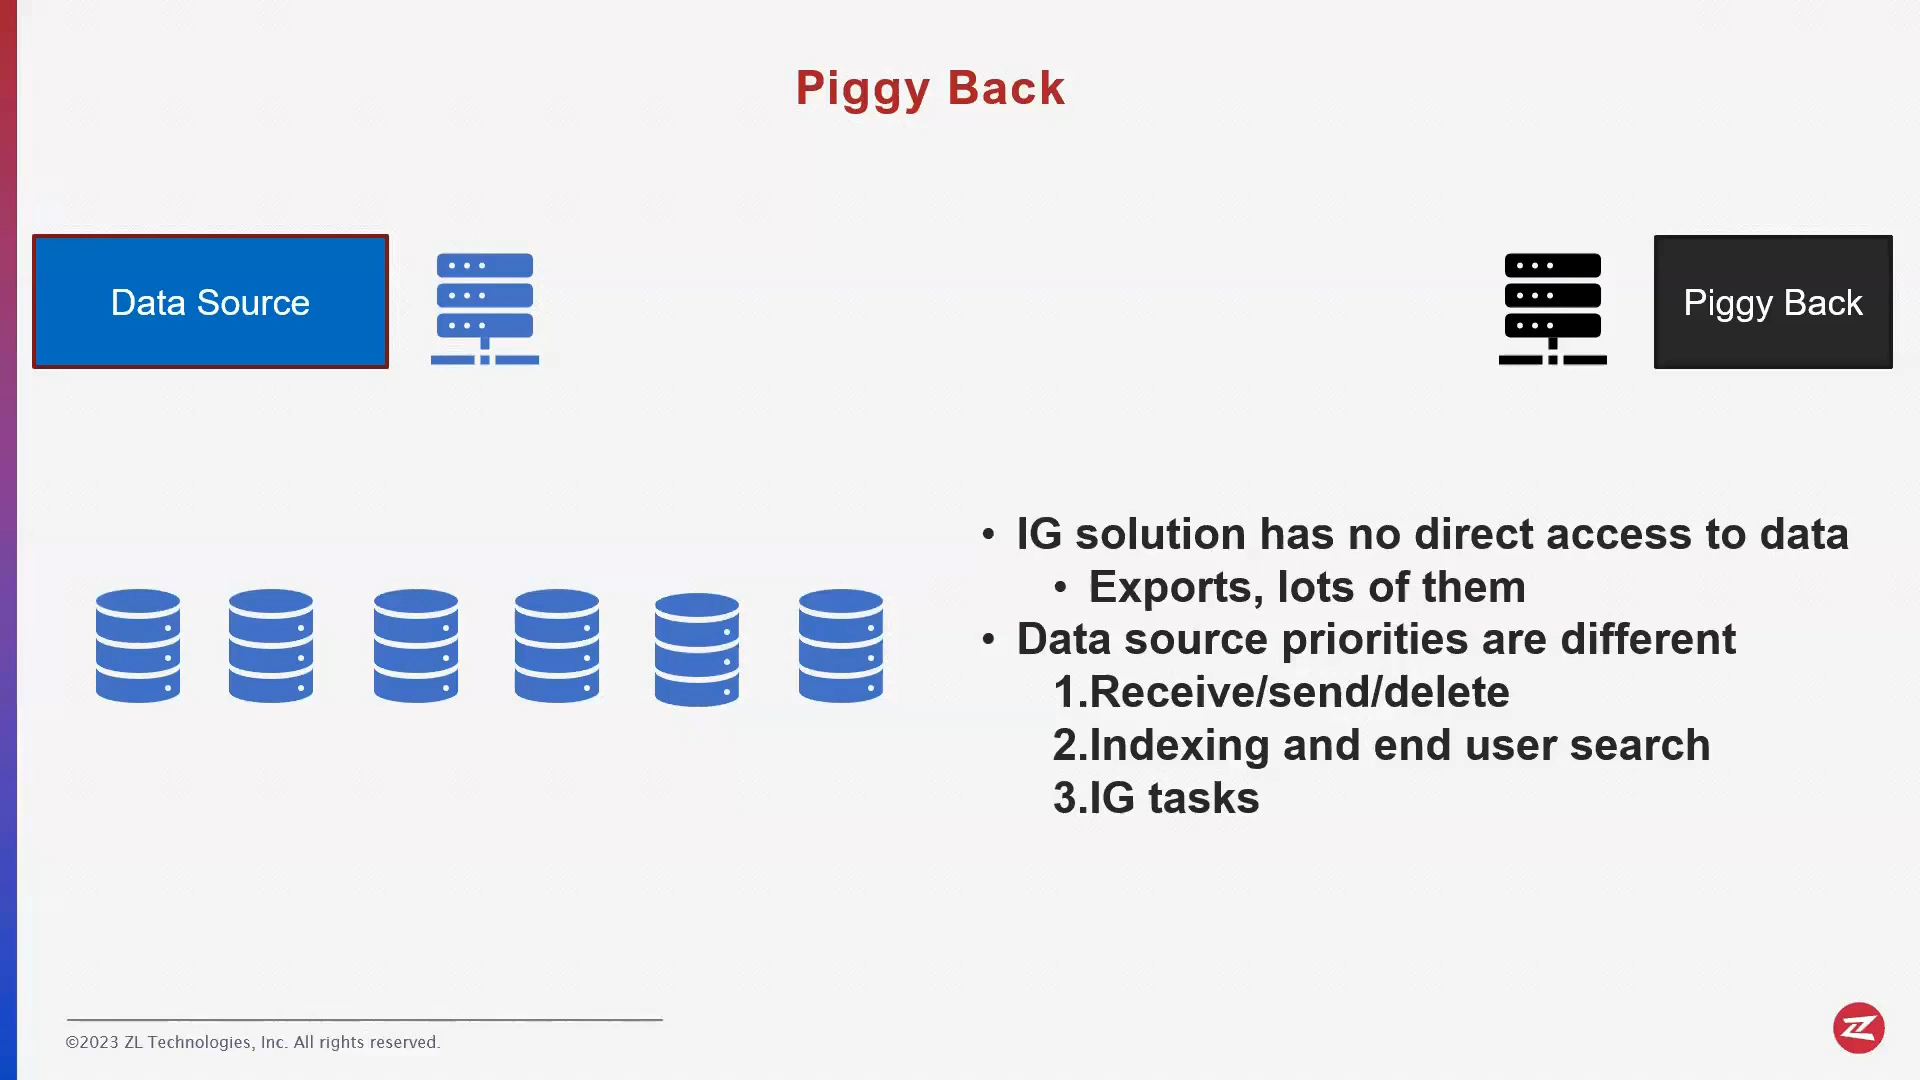 Piggy Back
Data Source
Piggy Back
• IG solution has no direct access to data
• Exports, lots of them
• Data source priorities are different
1.Receive/send/delete
2.Indexing and end user search
3.IG tasks
©2023 ZL Technologies, Inc. All rights reserved.